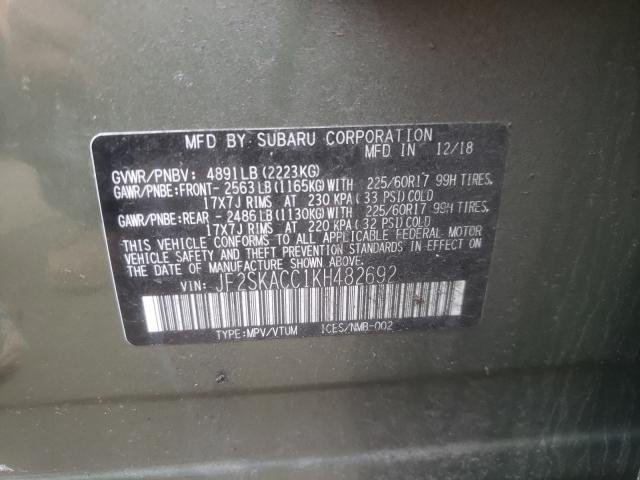 MFD BY SUBARU CORPORATION
MFD IN 12/18
GVWR/PNBV: 4891LB (2223KG)
GAWR/PNBE:FRONT- 2563LB (1165KG)WITH 225/60R17 99H TIRES,
17X7J RIMS AT 230 KPA (33 PSI)COLD
GAWR/PNBE:REAR - 2486LB (1130KG)WITH 225/60R17 99H TIRES,
17X7J RIMS AT 220 KPA (32 PSI)COLD
THIS VEHICLE CONFORMS TO ALL APPLICABLE FEDERAL MOTOR
VEHICLE SAFETY AND THEFT PREVENTION STANDARDS IN EFFECT
ON THE DATE OF MANUFACTURE SHOWN ABOVE.
VIN: JF2SKACC1KH482692
TYPE:MPV/VTUM ICES/NMB-002